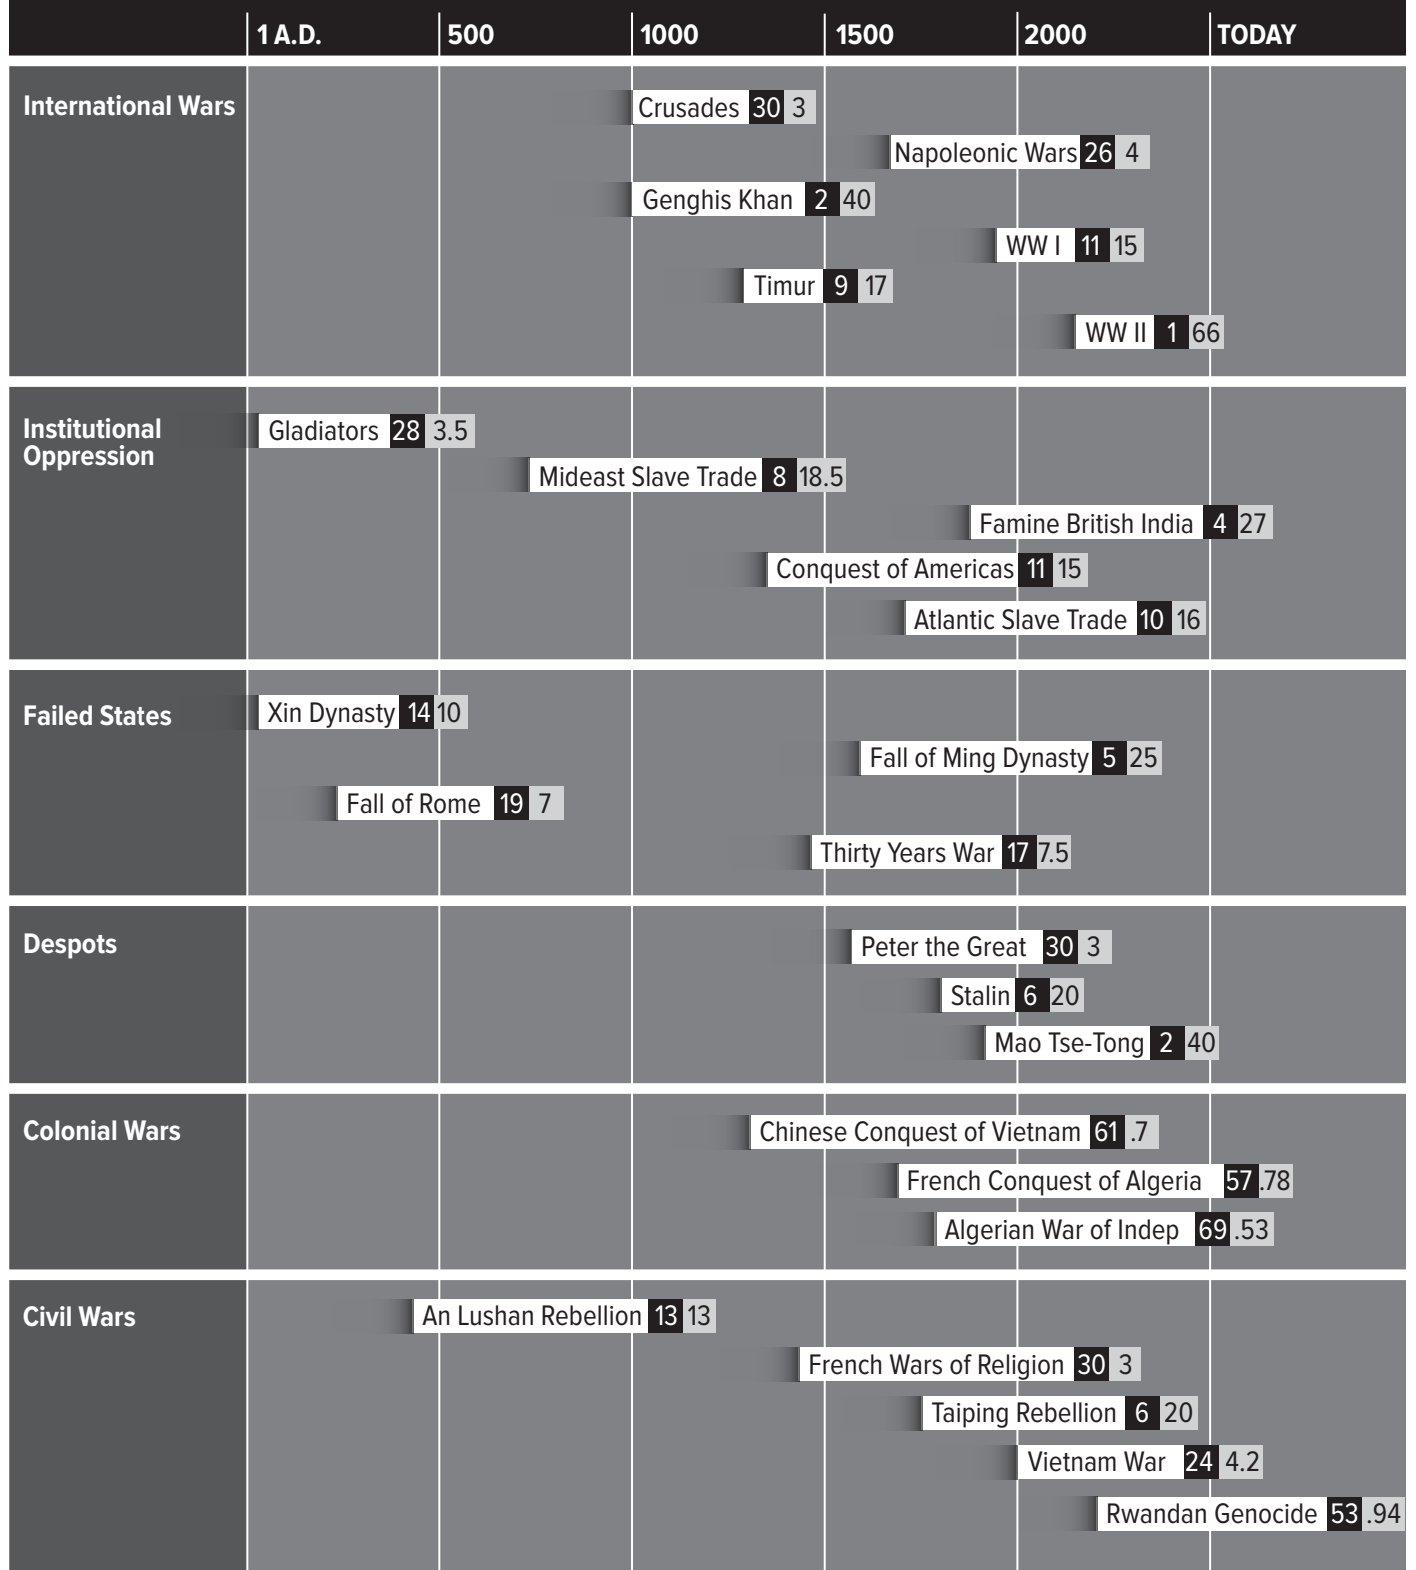 1 A.D. 500 1000 1500 2000 TODAY
International Wars
Crusades 30 3
Napoleonic Wars 26 4
Genghis Khan 2 40
WW I 11 15
Timur 9 17
WW II 1 66
Institutional
Oppression
Gladiators 28 3.5
Mideast Slave Trade 8 18.5
Famine British India 4 27
Conquest of Americas 11 15
Atlantic Slave Trade 10 16
Failed States
Xin Dynasty 14 10
Fall of Ming Dynasty 5 25
Fall of Rome 19 7
Thirty Years War 17 7.5
Despots
Peter the Great 30 3
Stalin 6 20
Mao Tse-Tong 2 40
Colonial Wars
Chinese Conquest of Vietnam 61 .7
French Conquest of Algeria 57 .78
Algerian War of Indep 69 .53
Civil Wars
An Lushan Rebellion 13 13
French Wars of Religion 30 3
Taiping Rebellion 6 20
Vietnam War 24 4.2
Rwandan Genocide 53 .94